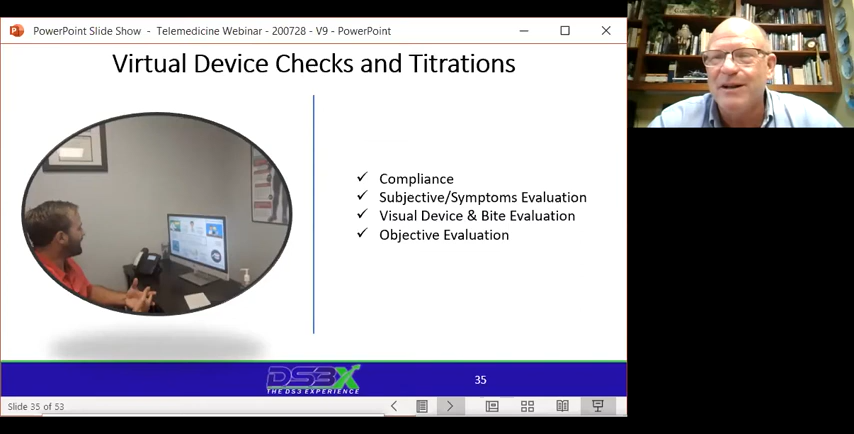 PowerPoint Slide Show - Telemedicine Webinar - 200728 - V9 - PowerPoint
Virtual Device Checks and Titrations
✓ Compliance
✓ Subjective/Symptoms Evaluation
✓ Visual Device & Bite Evaluation
✓ Objective Evaluation
DS3X
THE DS3 EXPERIENCE
35
Slide 35 of 53